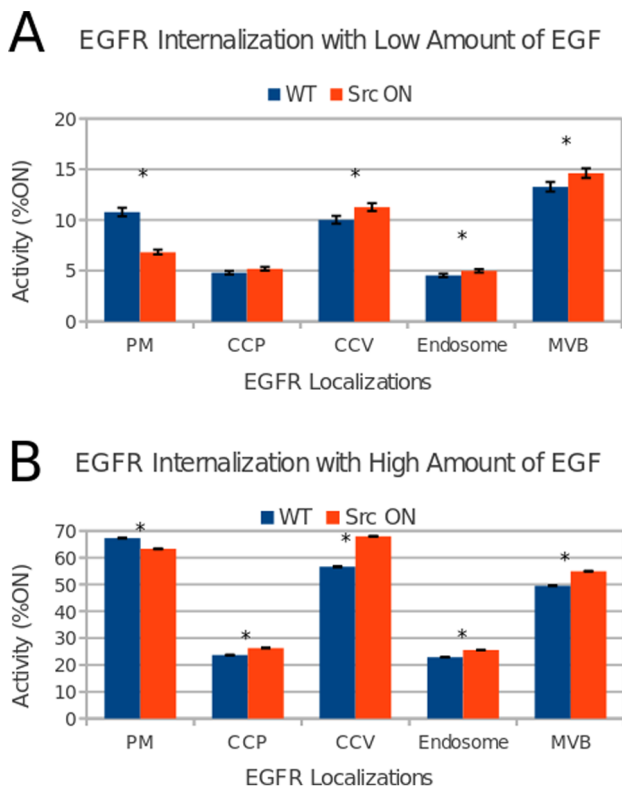 A
EGFR Internalization with Low Amount of EGF
WT Src ON
20
15
10
5
0
Activity (%ON)
* * * *
PM CCP CCV Endosome MVB
EGFR Localizations
B
EGFR Internalization with High Amount of EGF
WT Src ON
70
60
50
40
30
20
10
0
Activity (%ON)
* * * * *
PM CCP CCV Endosome MVB
EGFR Localizations